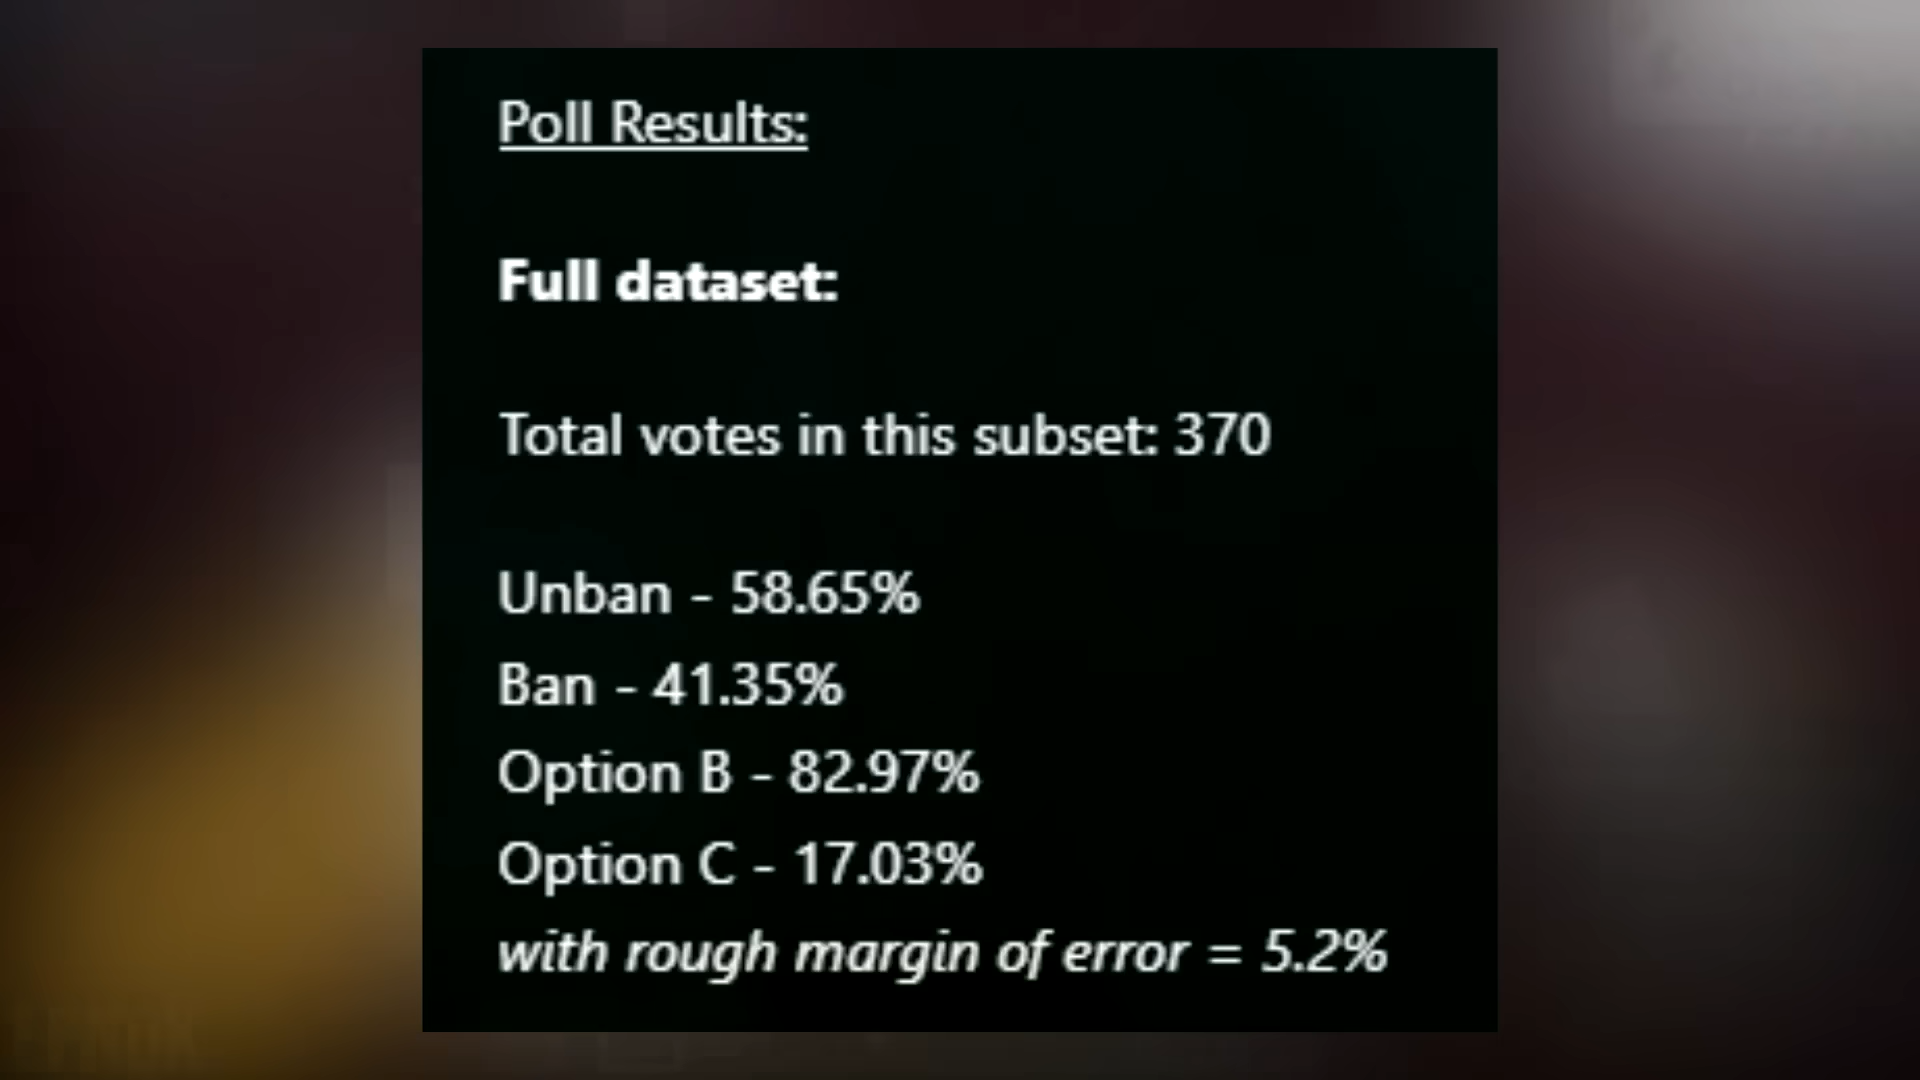 Poll Results:
Full dataset:
Total votes in this subset: 370
Unban - 58.65%
Ban - 41.35%
Option B - 82.97%
Option C - 17.03%
with rough margin of error = 5.2%